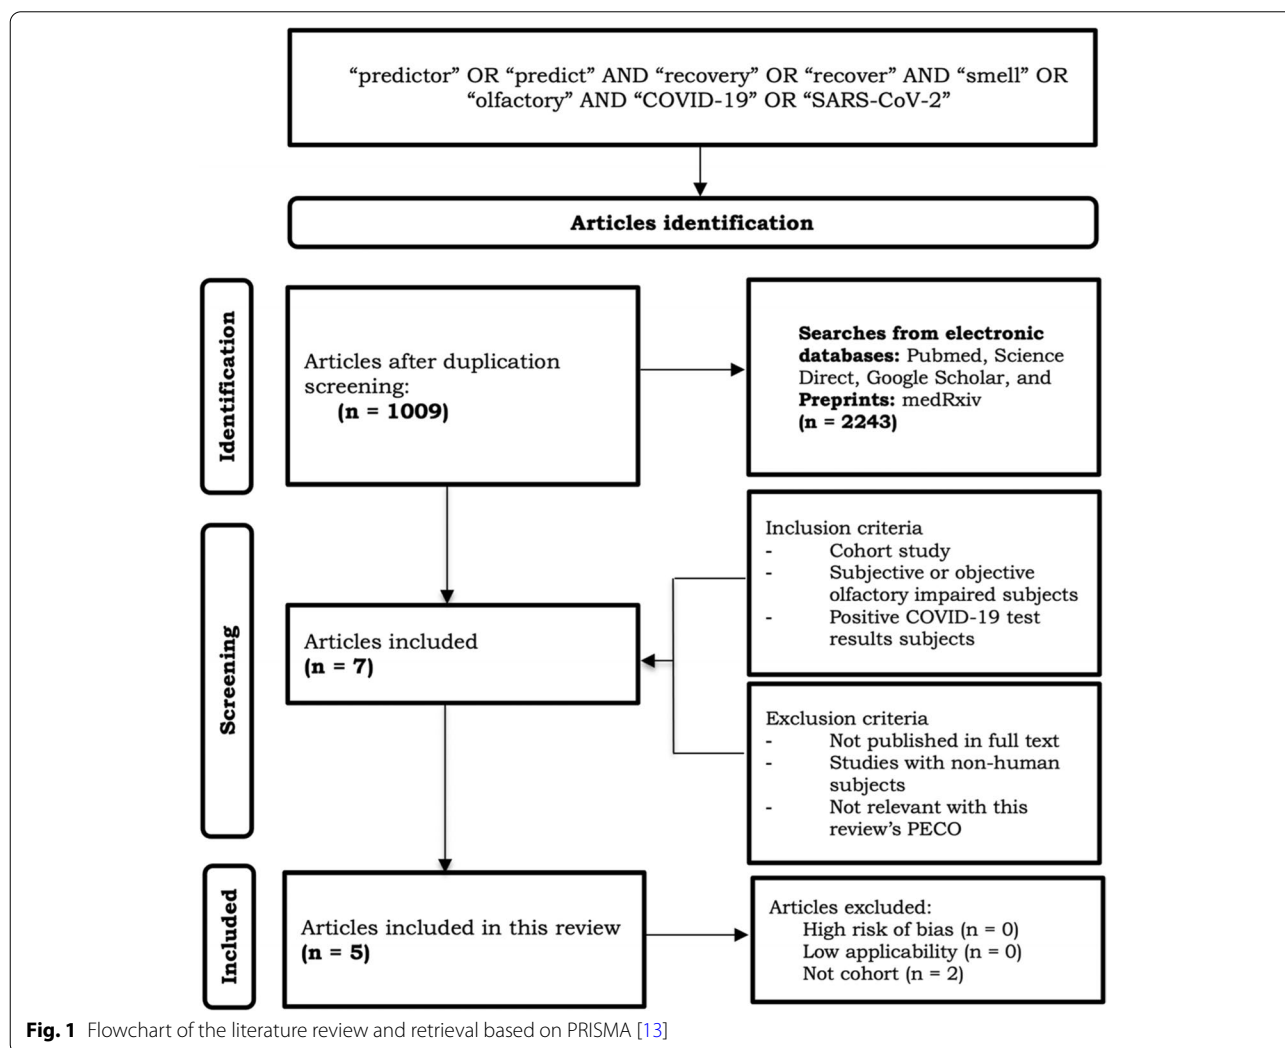 “predictor” OR “predict” AND “recovery” OR “recover” AND “smell” OR
“olfactory” AND “COVID-19” OR “SARS-CoV-2”
Articles identification
Identification
Articles after duplication
screening:
(n = 1009)
Searches from electronic
databases: Pubmed, Science
Direct, Google Scholar, and
Preprints: medRxiv
(n = 2243)
Screening
Articles included
(n = 7)
Inclusion criteria
- Cohort study
- Subjective or objective
olfactory impaired subjects
- Positive COVID-19 test
results subjects
Exclusion criteria
- Not published in full text
- Studies with non-human
subjects
- Not relevant with this
review’s PECO
Included
Articles included in this review
(n = 5)
Articles excluded:
High risk of bias (n = 0)
Low applicability (n = 0)
Not cohort (n = 2)
Fig. 1 Flowchart of the literature review and retrieval based on PRISMA [13]